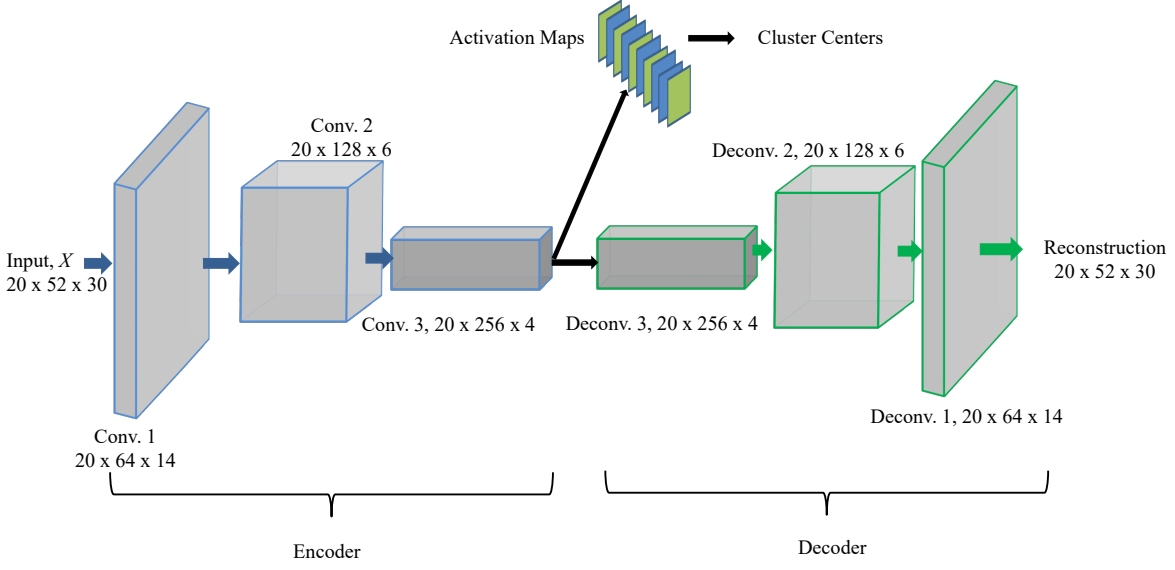 Activation Maps
Cluster Centers
Conv. 2
20 x 128 x 6
Deconv. 2, 20 x 128 x 6
Input, X
20 x 52 x 30
Reconstruction
20 x 52 x 30
Conv. 3, 20 x 256 x 4
Deconv. 3, 20 x 256 x 4
Deconv. 1, 20 x 64 x 14
Conv. 1
20 x 64 x 14
Encoder
Decoder